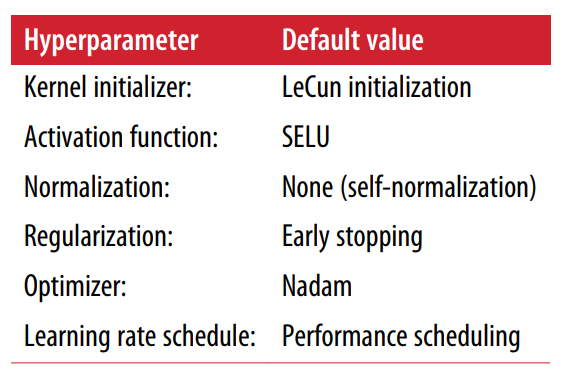 Hyperparameter Default value
Kernel initializer: LeCun initialization
Activation function: SELU
Normalization: None (self-normalization)
Regularization: Early stopping
Optimizer: Nadam
Learning rate schedule: Performance scheduling